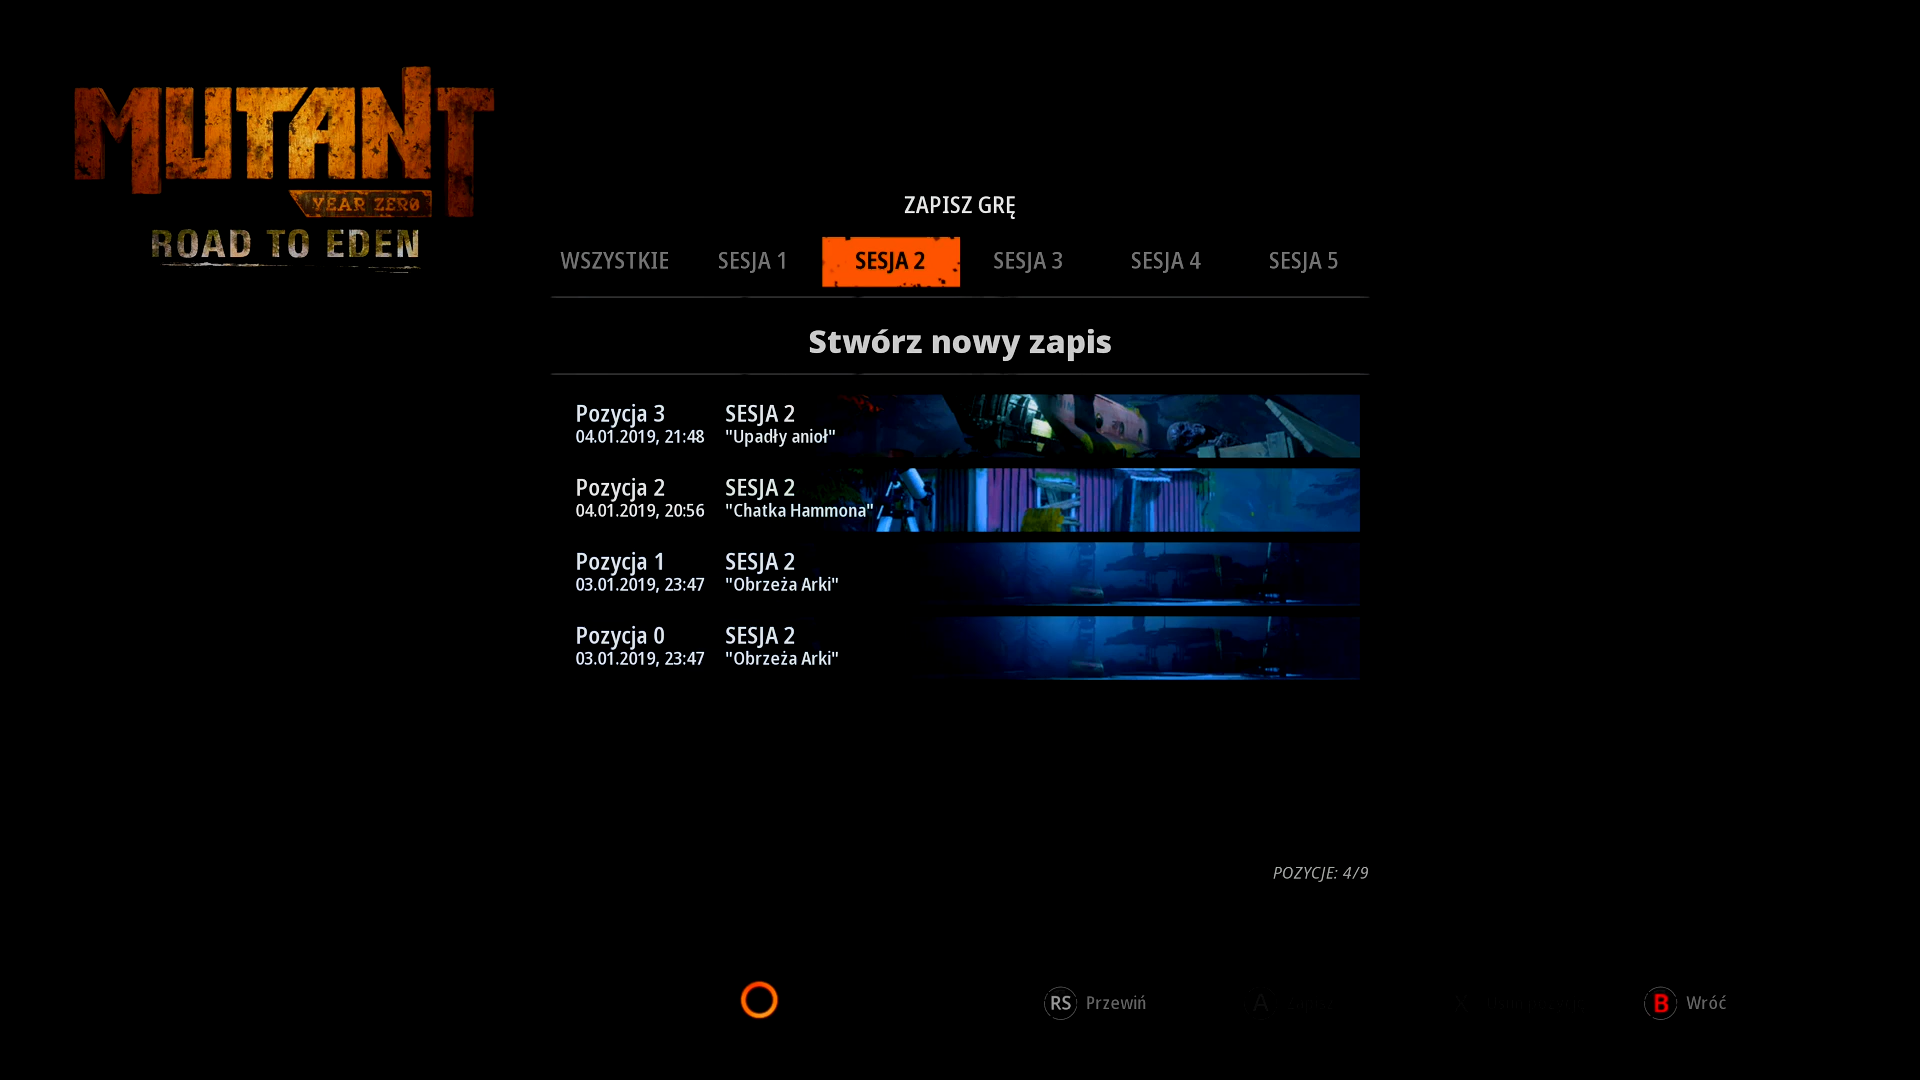 MUTANT
YEAR ZERO
ROAD TO EDEN
ZAPISZ GRĘ
WSZYSTKIE SESJA 1 SESJA 2 SESJA 3 SESJA 4 SESJA 5
Stwórz nowy zapis
Pozycja 3 SESJA 2
04.01.2019, 21:48 "Upadły anioł"
Pozycja 2 SESJA 2
04.01.2019, 20:56 "Chatka Hammona"
Pozycja 1 SESJA 2
03.01.2019, 23:47 "Obrzeża Arki"
Pozycja 0 SESJA 2
03.01.2019, 23:47 "Obrzeża Arki"
POZYCJE: 4/9
RS Przewiń A X B Wróć